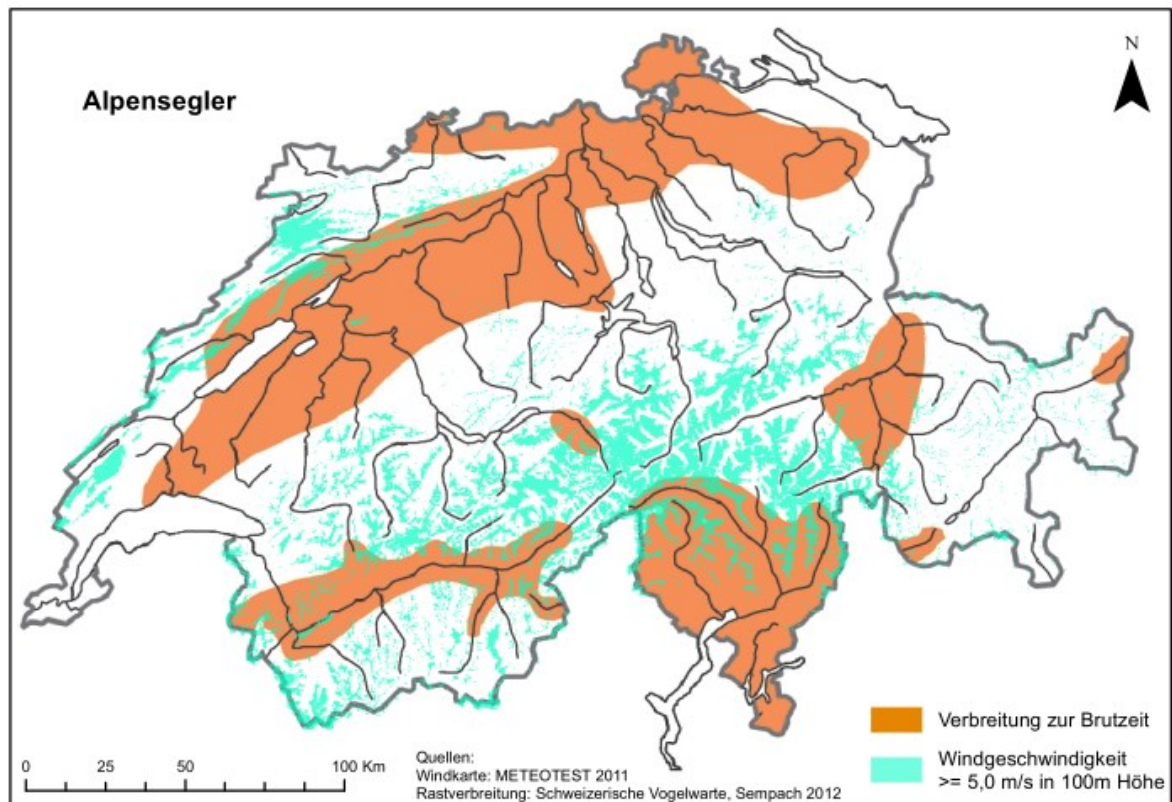 Alpensegler
N
Verbreitung zur Brutzeit
Windgeschwindigkeit
>= 5,0 m/s in 100m Höhe
0 25 50 100 Km
Quellen:
Windkarte: METEOTEST 2011
Rastverbreitung: Schweizerische Vogelwarte, Sempach 2012